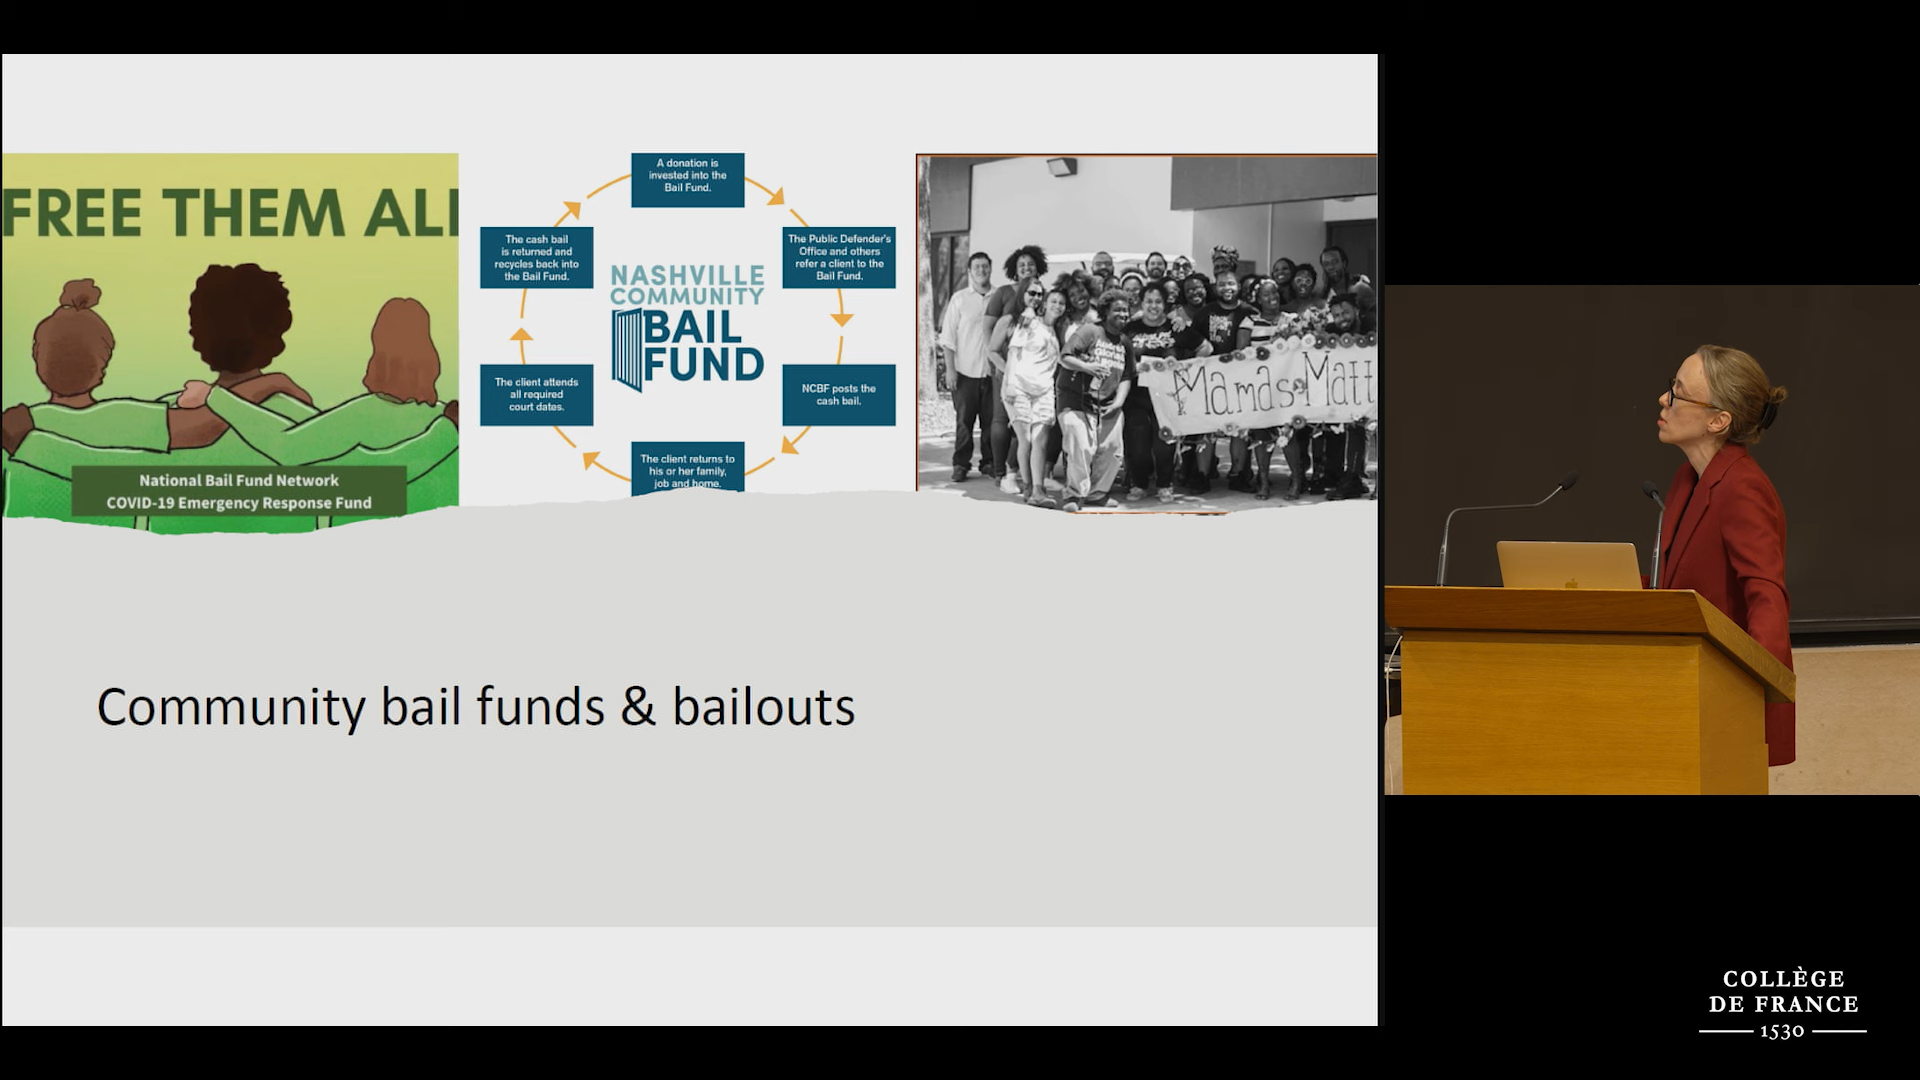 FREE THEM ALL
National Bail Fund Network
COVID-19 Emergency Response Fund
A donation is
invested into the
Bail Fund.
The Public Defender's
Office and others
refer a client to the
Bail Fund.
NCBF posts the
cash bail.
The client returns to
his or her family,
job and home.
The client attends
all required
court dates.
The cash bail
is returned and
recycles back into
the Bail Fund.
NASHVILLE
COMMUNITY
BAIL
FUND
Mamas Matt
Community bail funds & bailouts
COLLÈGE
DE FRANCE
1530